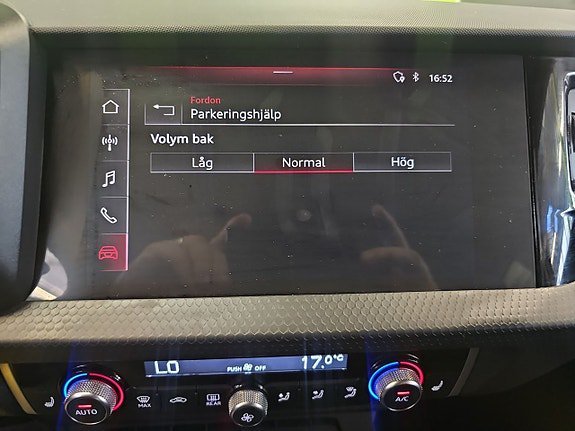 16:52
Fordon
Parkeringshjälp
Volym bak
Låg Normal Hög
LO PUSH OFF 17.0°C
AUTO MAX REAR A/C